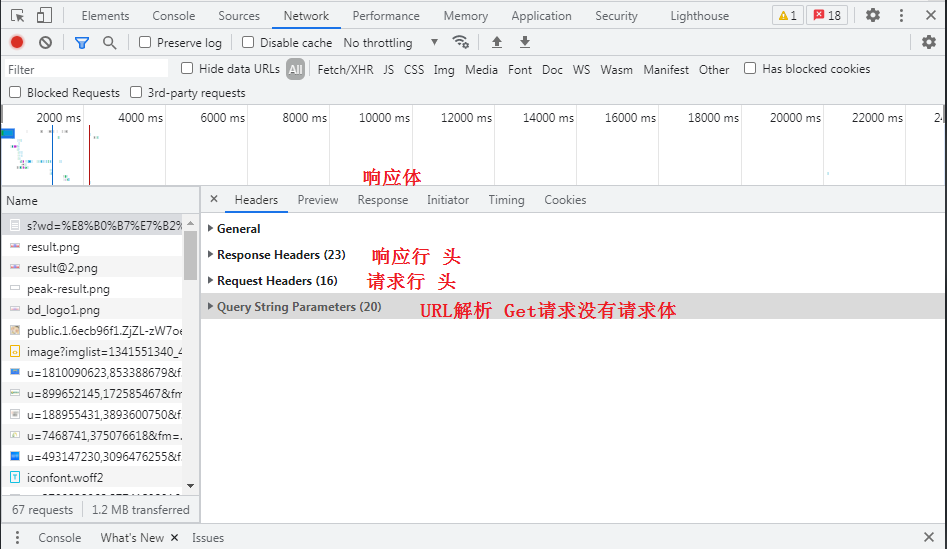 Elements Console Sources Network Performance Memory Application Security Lighthouse 1 18
Preserve log Disable cache No throttling
Filter Hide data URLs All Fetch/XHR JS CSS Img Media Font Doc WS Wasm Manifest Other Has blocked cookies
Blocked Requests 3rd-party requests
2000 ms 4000 ms 6000 ms 8000 ms 10000 ms 12000 ms 14000 ms 16000 ms 18000 ms 20000 ms 22000 ms 24
响应体
Name Headers Preview Response Initiator Timing Cookies
s?wd=%E8%B0%B7%E7%B2%
General
result.png
Response Headers (23) 响应行 头
result@2.png
Request Headers (16) 请求行 头
peak-result.png
Query String Parameters (20) URL解析 Get请求没有请求体
bd_logo1.png
public.1.6ecb96f1.ZjZL-zW7oe
image?imglist=1341551340_4
u=1810090623,853388679&f
u=899652145,172585467&fm
u=188955431,3893600750&f
u=7468741,375076618&fm=.
u=493147230,3096476255&f
iconfont.woff2
67 requests 1.2 MB transferred
Console What's New Issues